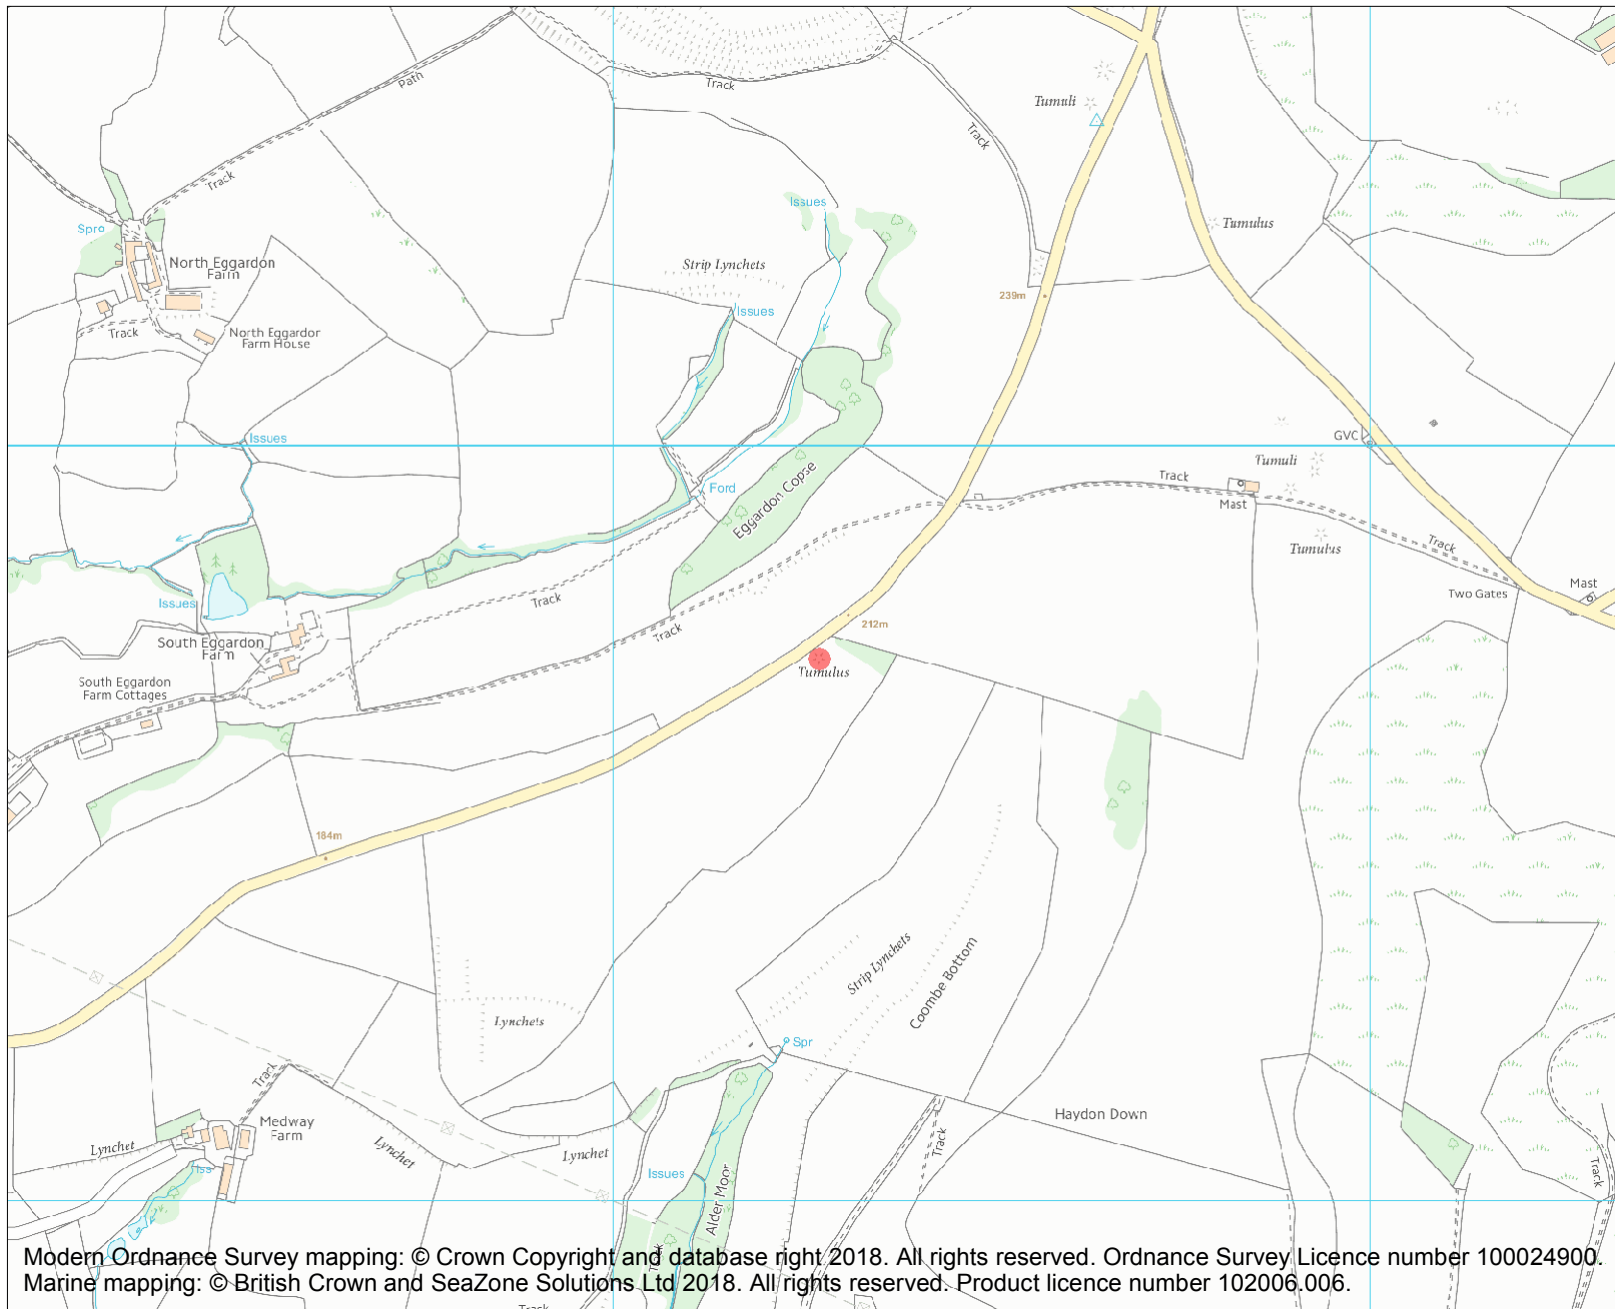 Path
Track
Tumuli
Track
Track
Issues
Tumulus
Spro
North Eggardon
Farm
Strip Lynchets
239m
Issues
Track
North Eggardor
Farm House
Issues
GVC
Tumuli
Track
Eggardon Copse
Ford
Mast
Tumulus
Track
Mast
Two Gates
Issues
Track
212m
Track
South Eggardon
Farm
Tumulus
South Eggardon
Farm Cottages
184m
Strip Lynchets
Coombe Bottom
Lynchets
Spr
Track
Haydon Down
Medway
Farm
Track
Lynchet
Lynchet
Lynchet
Iss
Issues
Alder Moor
Track
Track
Modern Ordnance Survey mapping: © Crown Copyright and database right 2018. All rights reserved. Ordnance Survey Licence number 100024900.
Marine mapping: © British Crown and SeaZone Solutions Ltd 2018. All rights reserved. Product licence number 102006.006.
Track